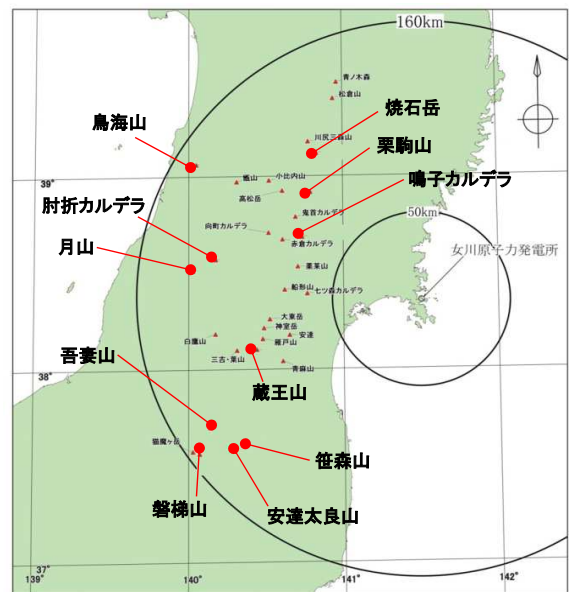 160km
青ノ木森
松倉山
焼石岳
鳥海山
川尻三森山
栗駒山
39°
甑山
小比内山
高松岳
鳴子カルデラ
肘折カルデラ
鬼首カルデラ
50km
向町カルデラ
赤倉カルデラ
女川原子力発電所
月山
薬莱山
船形山
七ツ森カルデラ
大東岳
神室岳
白鷹山
安達
雁戸山
吾妻山
三吉・葉山
38°
青麻山
蔵王山
猫魔ヶ岳
笹森山
磐梯山
安達太良山
37°
139°
140°
141°
142°